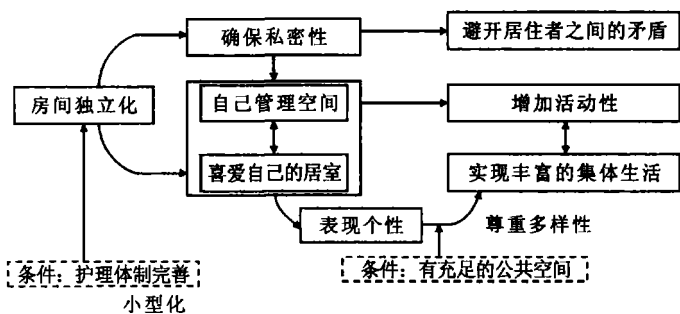 确保私密性
避开居住者之间的矛盾
房间独立化
自己管理空间
增加活动性
喜爱自己的居室
实现丰富的集体生活
表现个性
尊重多样性
条件：护理体制完善
条件：有充足的公共空间
小型化